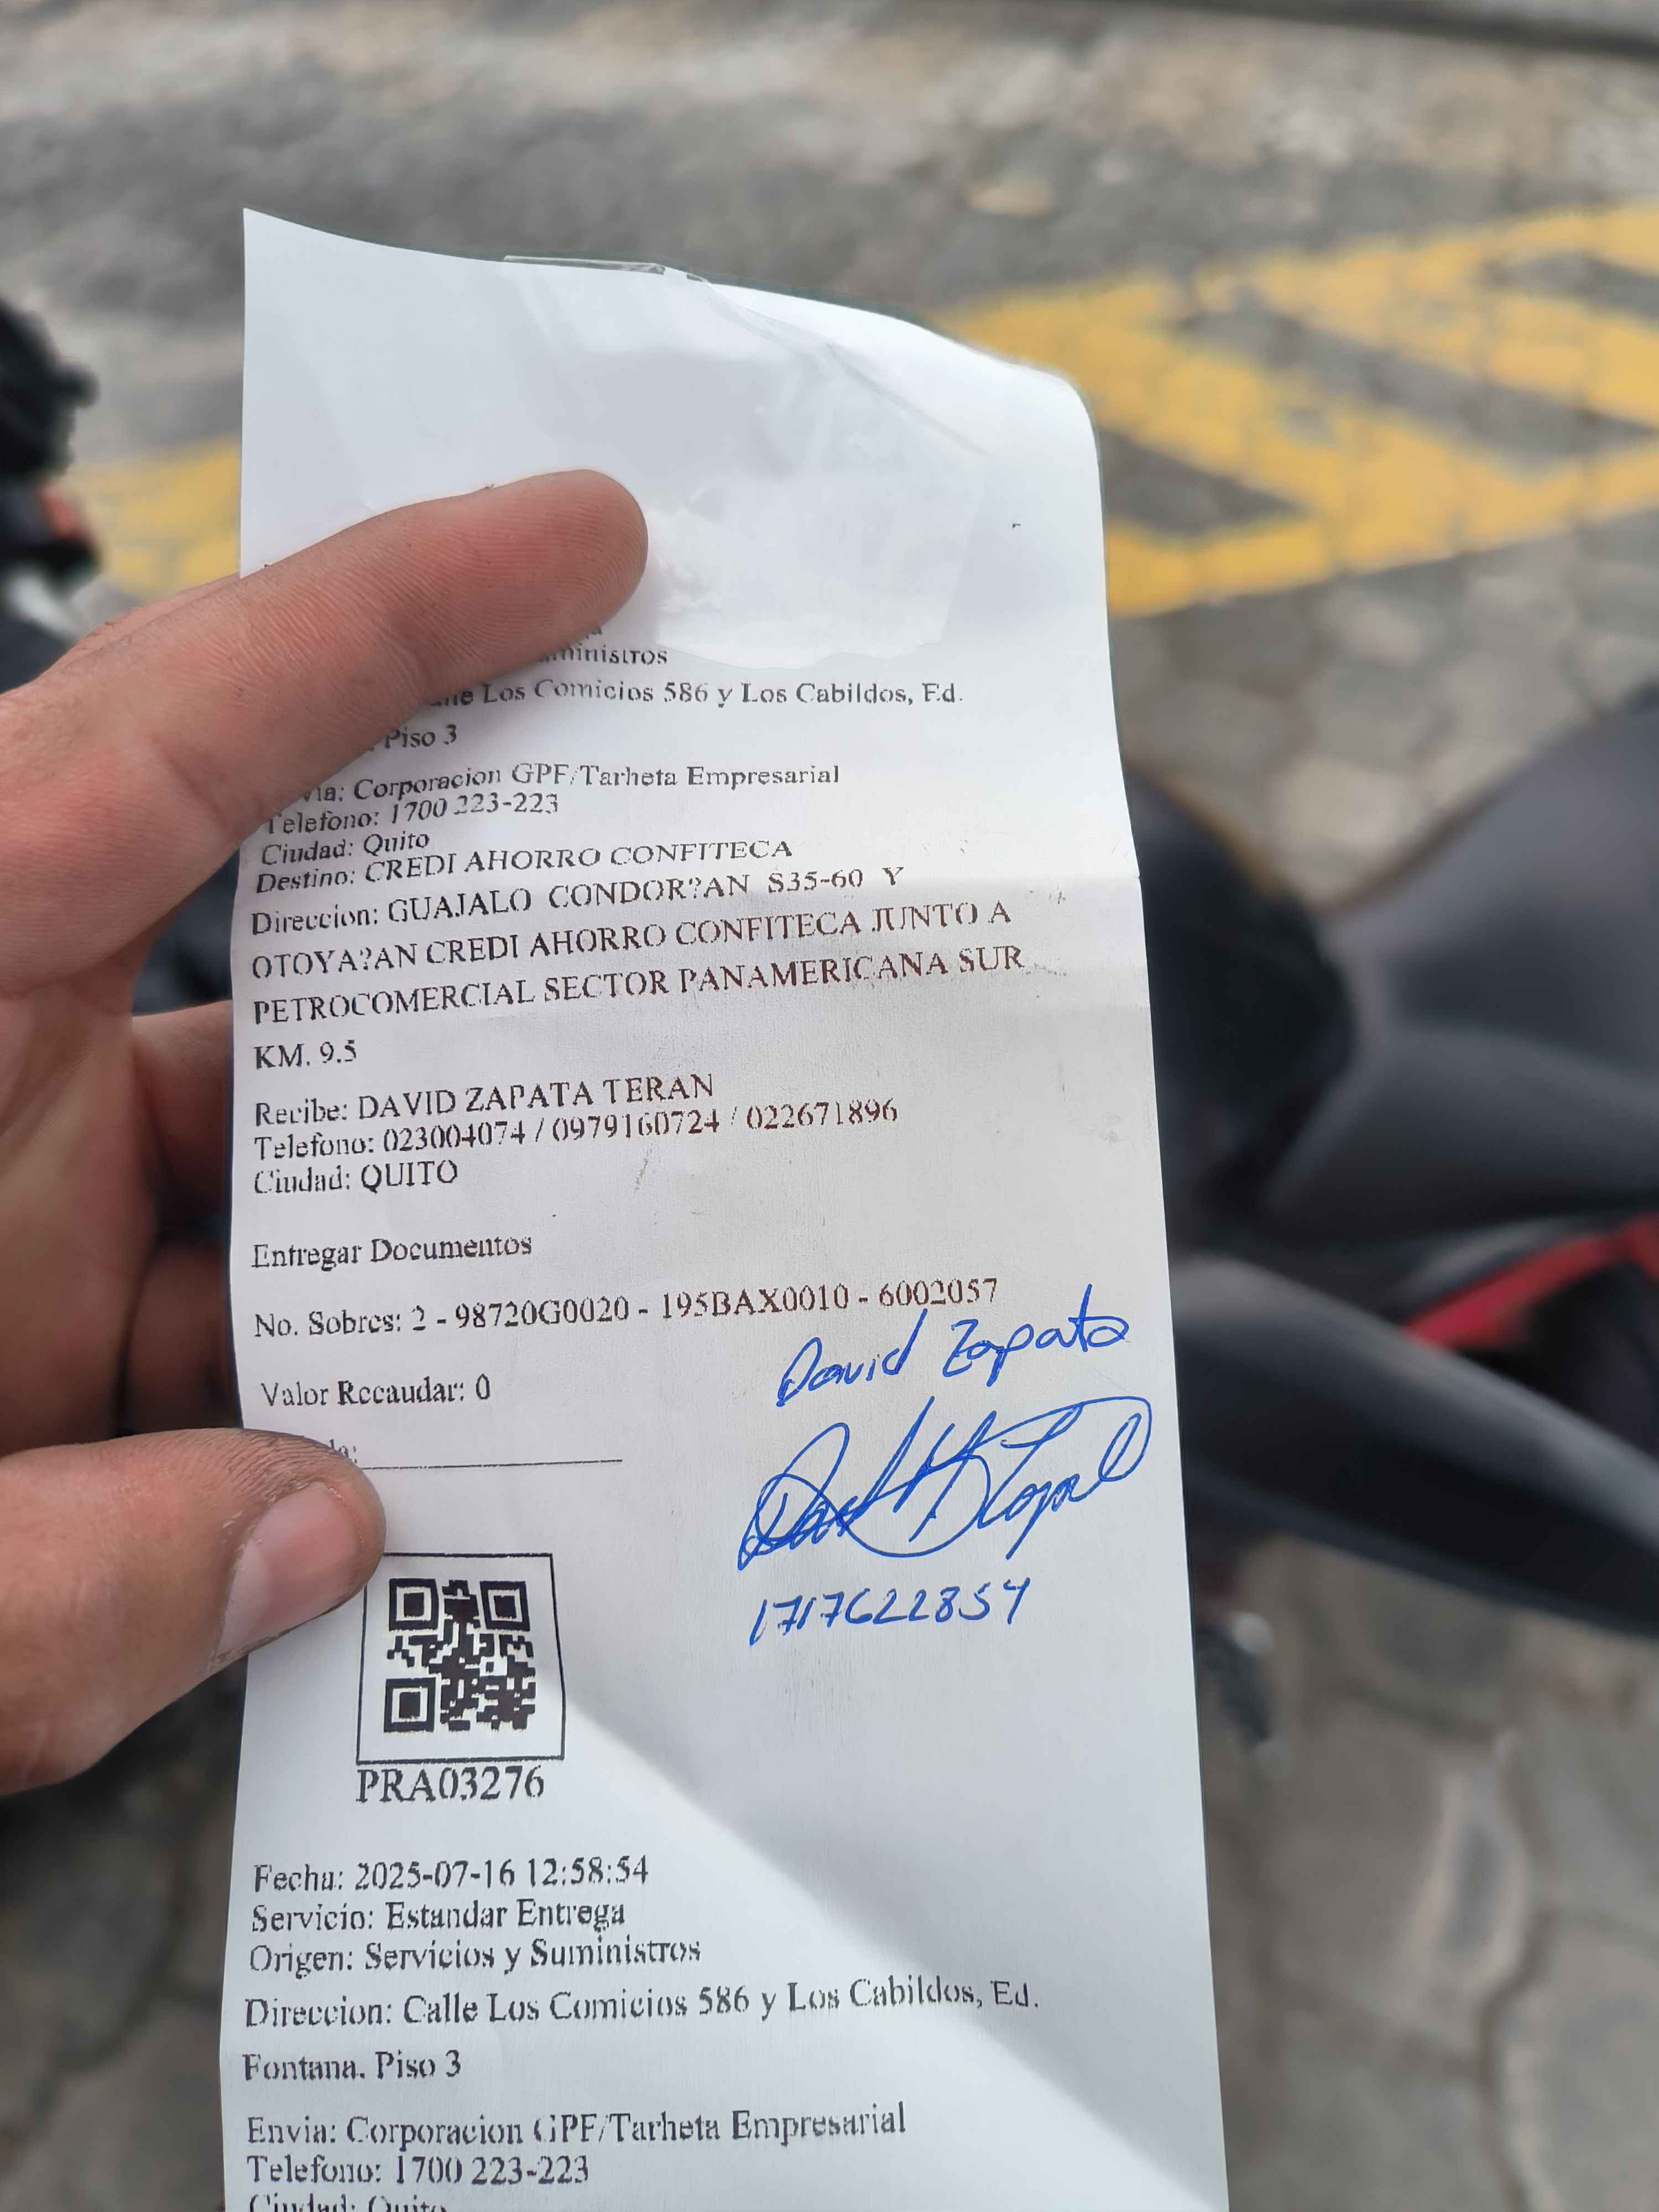 Los Comicios 586 y Los Cabildos, Ed.
Piso 3
Corporacion GPF/Tarheta Empresarial
Telefono: 1700 223-223
Ciudad: Quito
Destino: CREDI AHORRO CONFITECA
Direccion: GUAJALO CONDOR?AN S35-60 Y
OTOYA?AN CREDI AHORRO CONFITECA JUNTO A
PETROCOMERCIAL SECTOR PANAMERICANA SUR
KM. 9.5
Recibe: DAVID ZAPATA TERAN
Telefono: 023004074 / 0979160724 / 022671896
Ciudad: QUITO
Entregar Documentos
No. Sobres: 2 - 98720G0020 - 195BAX0010 - 6002057
David Zapata
Valor Recaudar: 0
1717622854
PRA03276
Fecha: 2025-07-16 12:58:54
Servicio: Estandar Entrega
Origen: Servicios y Suministros
Direccion: Calle Los Comicios 586 y Los Cabildos, Ed.
Fontana. Piso 3
Envia: Corporacion GPF/Tarheta Empresarial
Telefono: 1700 223-223
Ciudad: Quito